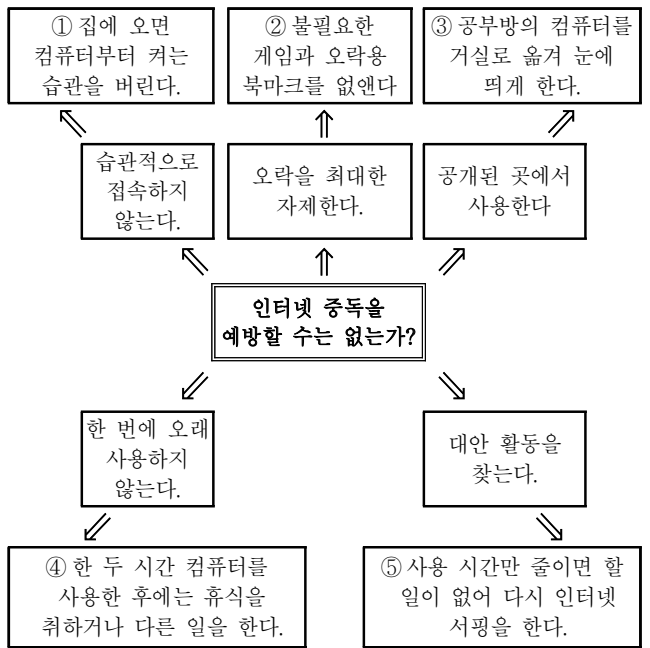 ① 집에 오면
컴퓨터부터 켜는
습관을 버린다.
② 불필요한
게임과 오락용
북마크를 없앤다
③ 공부방의 컴퓨터를
거실로 옮겨 눈에
띄게 한다.
습관적으로
접속하지
않는다.
오락을 최대한
자제한다.
공개된 곳에서
사용한다
인터넷 중독을
예방할 수는 없는가?
한 번에 오래
사용하지
않는다.
대안 활동을
찾는다.
④ 한 두 시간 컴퓨터를
사용한 후에는 휴식을
취하거나 다른 일을 한다.
⑤ 사용 시간만 줄이면 할
일이 없어 다시 인터넷
서핑을 한다.